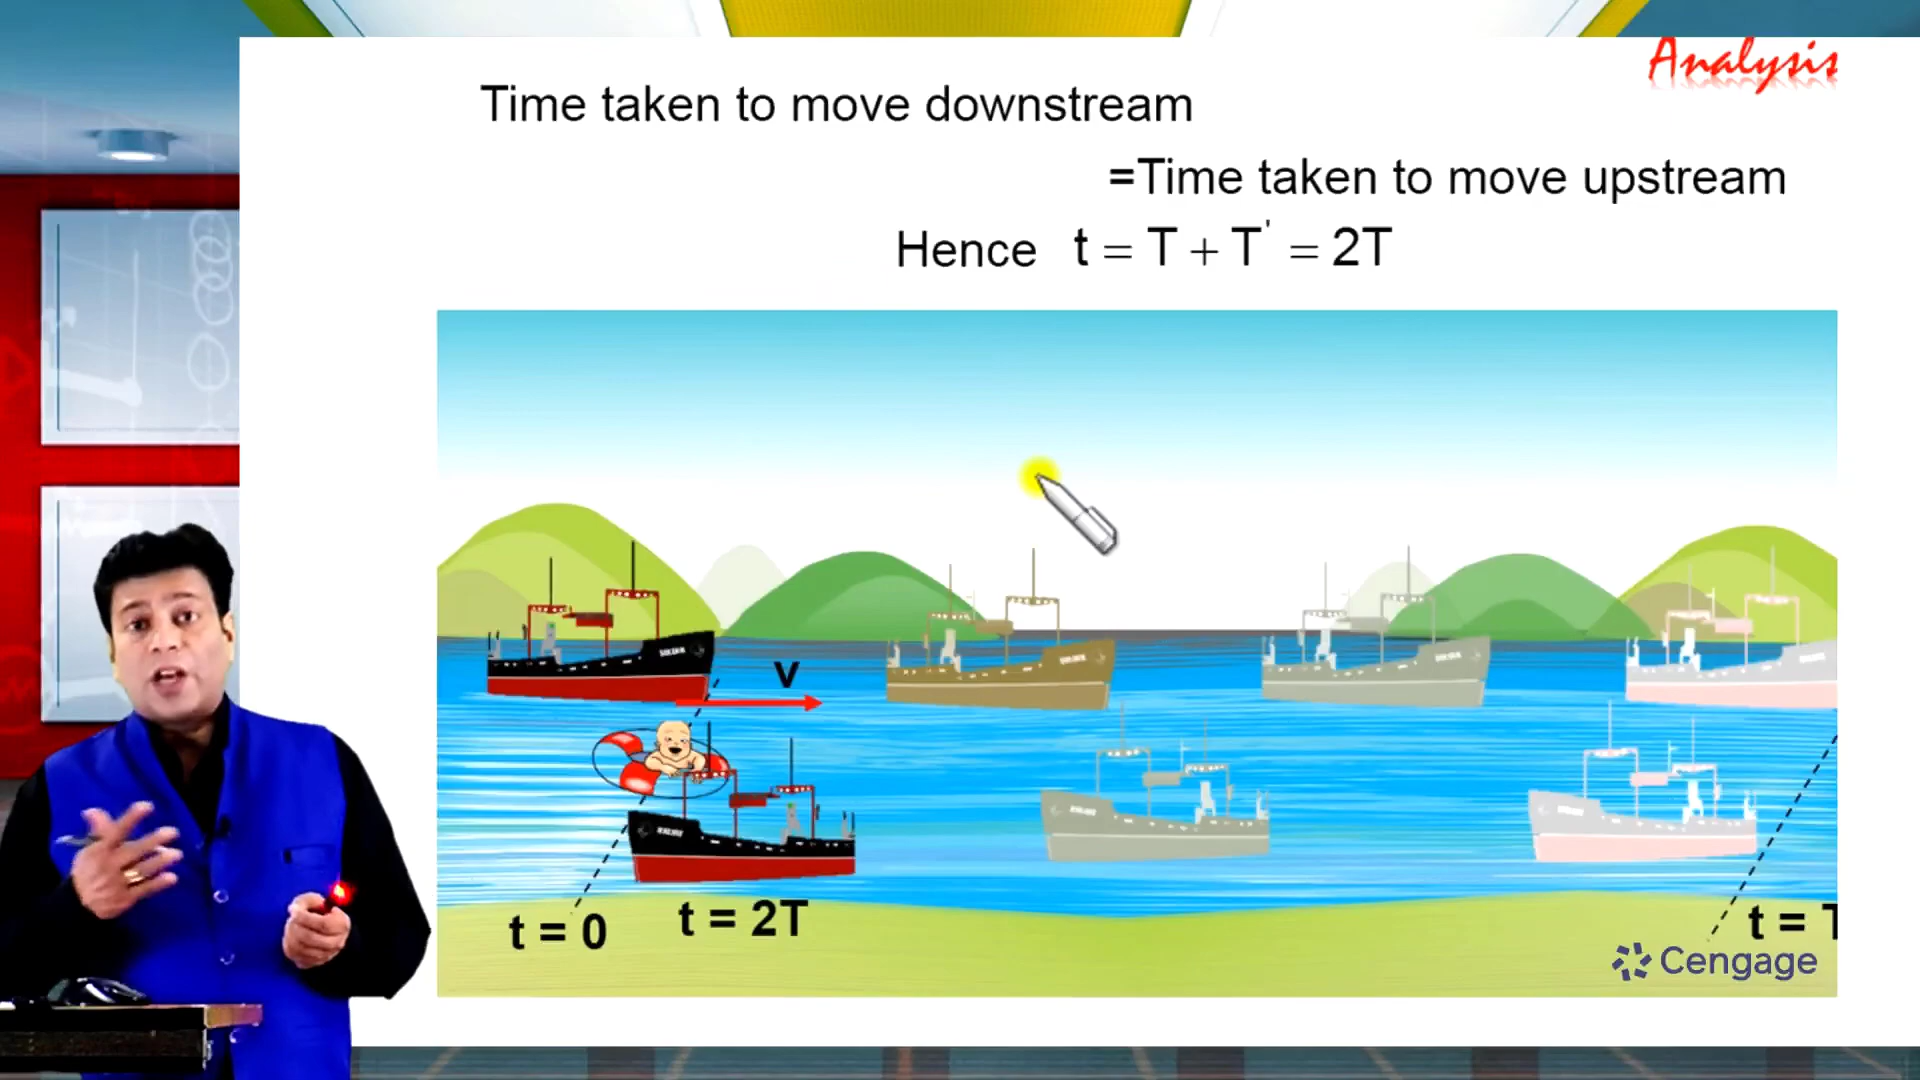 Analysis
Time taken to move downstream
=Time taken to move upstream
Hence t = T + T' = 2T
v
t = 0
t = 2T
t = T
Cengage